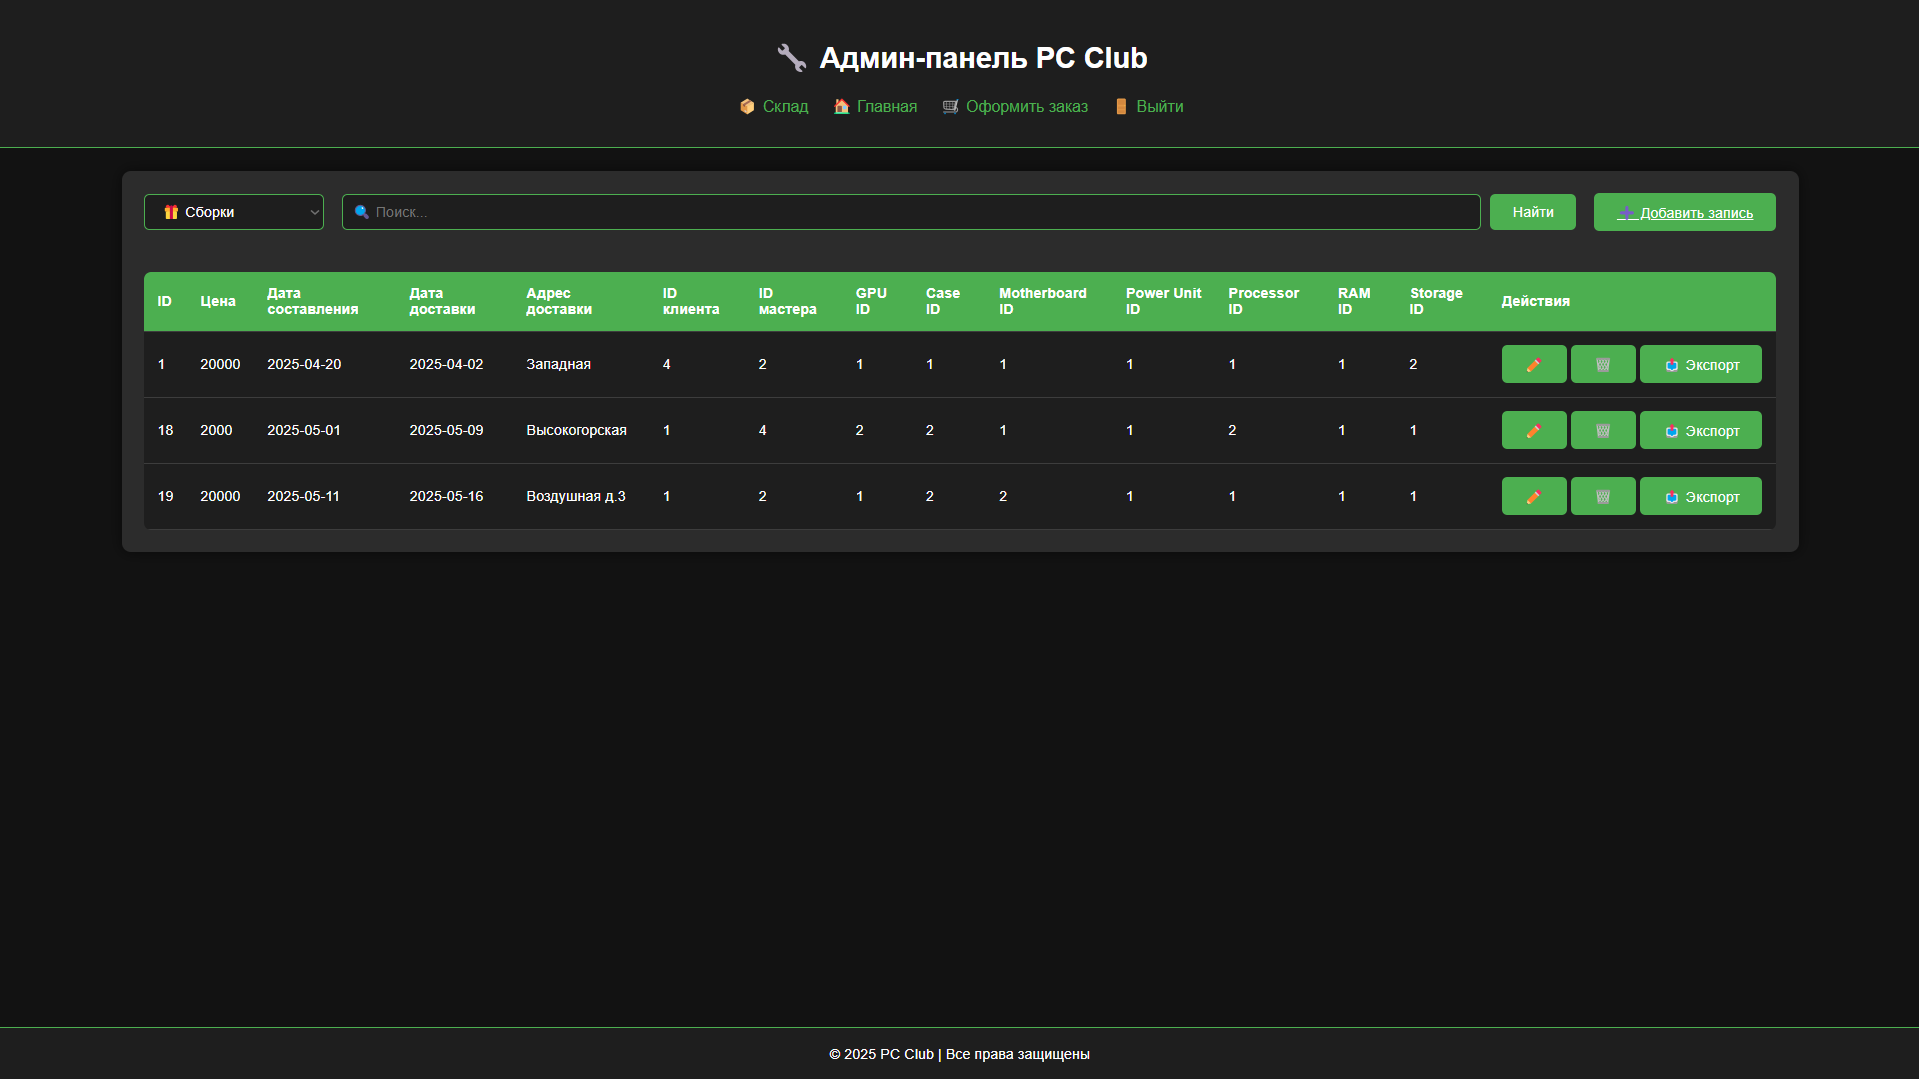 Админ-панель PC Club
Склад Главная Оформить заказ Выйти
Сборки Поиск... Найти Добавить запись
ID Цена Дата составления Дата доставки Адрес доставки ID клиента ID мастера GPU ID Case ID Motherboard ID Power Unit ID Processor ID RAM ID Storage ID Действия
1 20000 2025-04-20 2025-04-02 Западная 4 2 1 1 1 1 1 1 2 Экспорт
18 2000 2025-05-01 2025-05-09 Высокогорская 1 4 2 2 1 1 2 1 1 Экспорт
19 20000 2025-05-11 2025-05-16 Воздушная д.3 1 2 1 2 2 1 1 1 1 Экспорт
© 2025 PC Club | Все права защищены